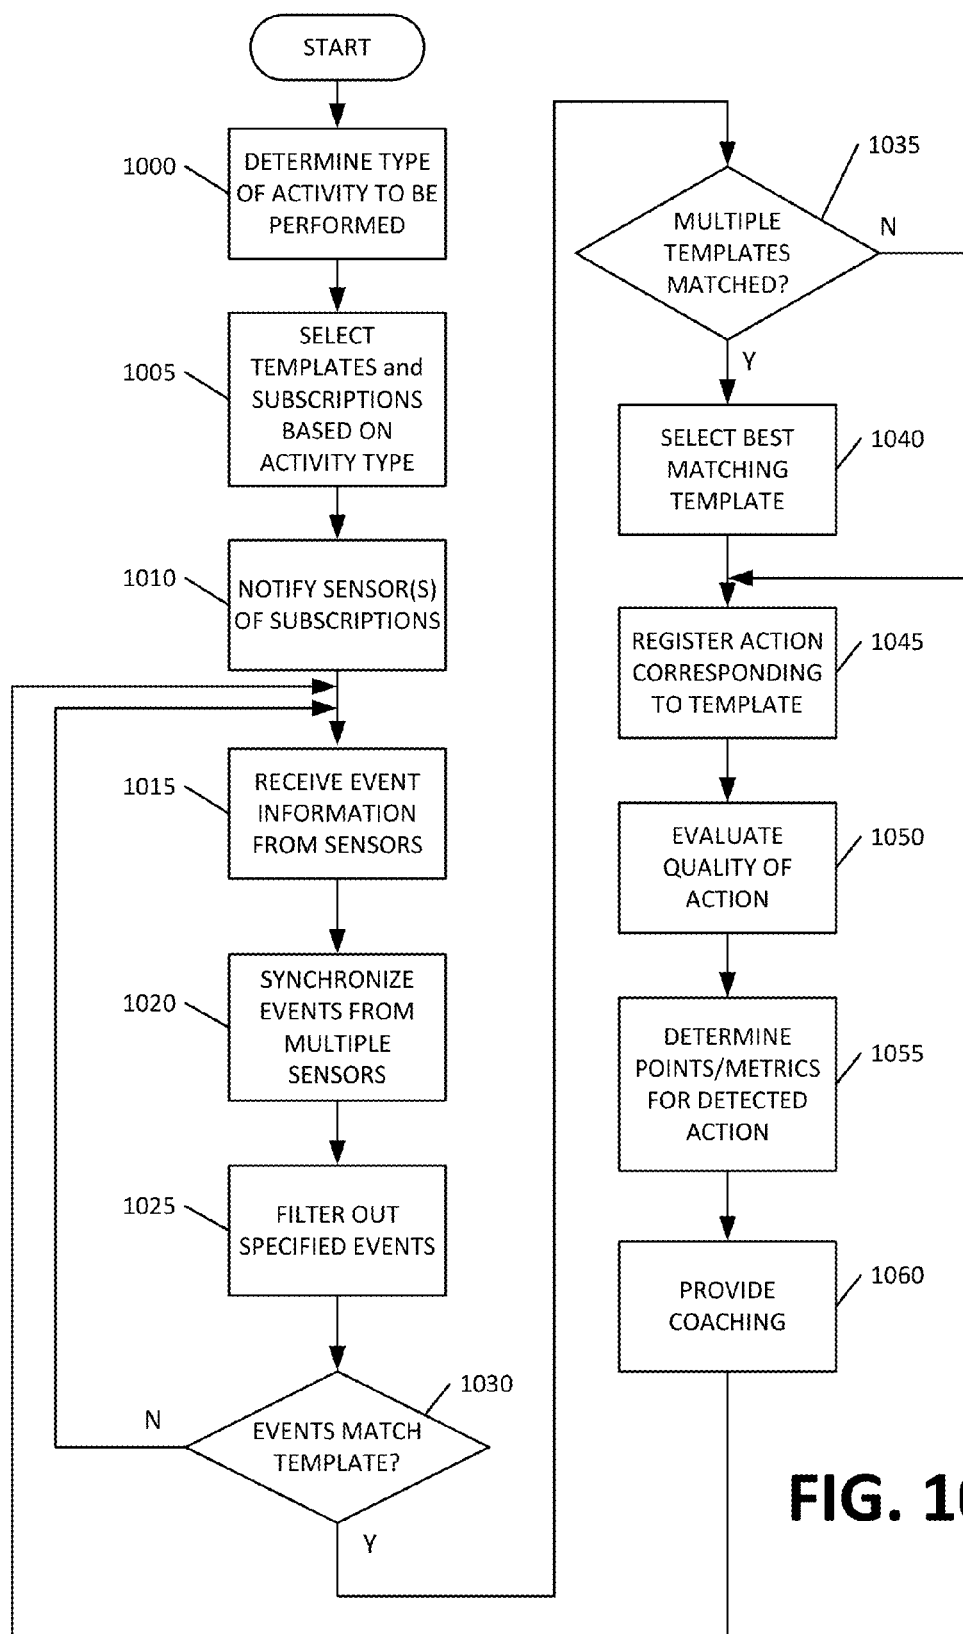 START
1000
DETERMINE TYPE
OF ACTIVITY TO BE
PERFORMED
1005
SELECT
TEMPLATES and
SUBSCRIPTIONS
BASED ON
ACTIVITY TYPE
1010
NOTIFY SENSOR(S)
OF SUBSCRIPTIONS
1015
RECEIVE EVENT
INFORMATION
FROM SENSORS
1020
SYNCHRONIZE
EVENTS FROM
MULTIPLE
SENSORS
1025
FILTER OUT
SPECIFIED EVENTS
1030
EVENTS MATCH
TEMPLATE?
N
Y
1035
MULTIPLE
TEMPLATES
MATCHED?
N
Y
1040
SELECT BEST
MATCHING
TEMPLATE
1045
REGISTER ACTION
CORRESPONDING
TO TEMPLATE
1050
EVALUATE
QUALITY OF
ACTION
1055
DETERMINE
POINTS/METRICS
FOR DETECTED
ACTION
1060
PROVIDE
COACHING
FIG. 10